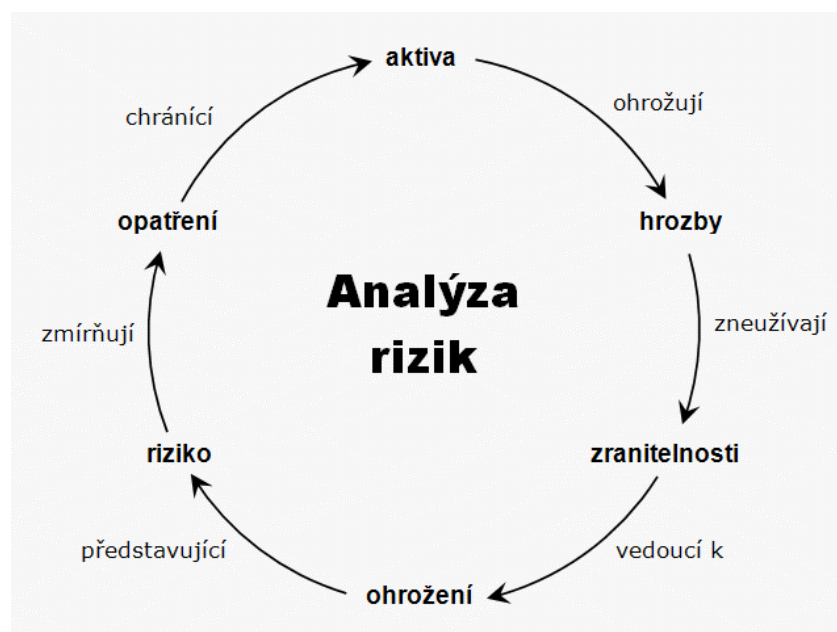 aktiva
ohrožují
hrozby
zneužívají
zranitelnosti
vedoucí k
ohrožení
představující
riziko
zmírňují
opatření
chránící
Analýza
rizik